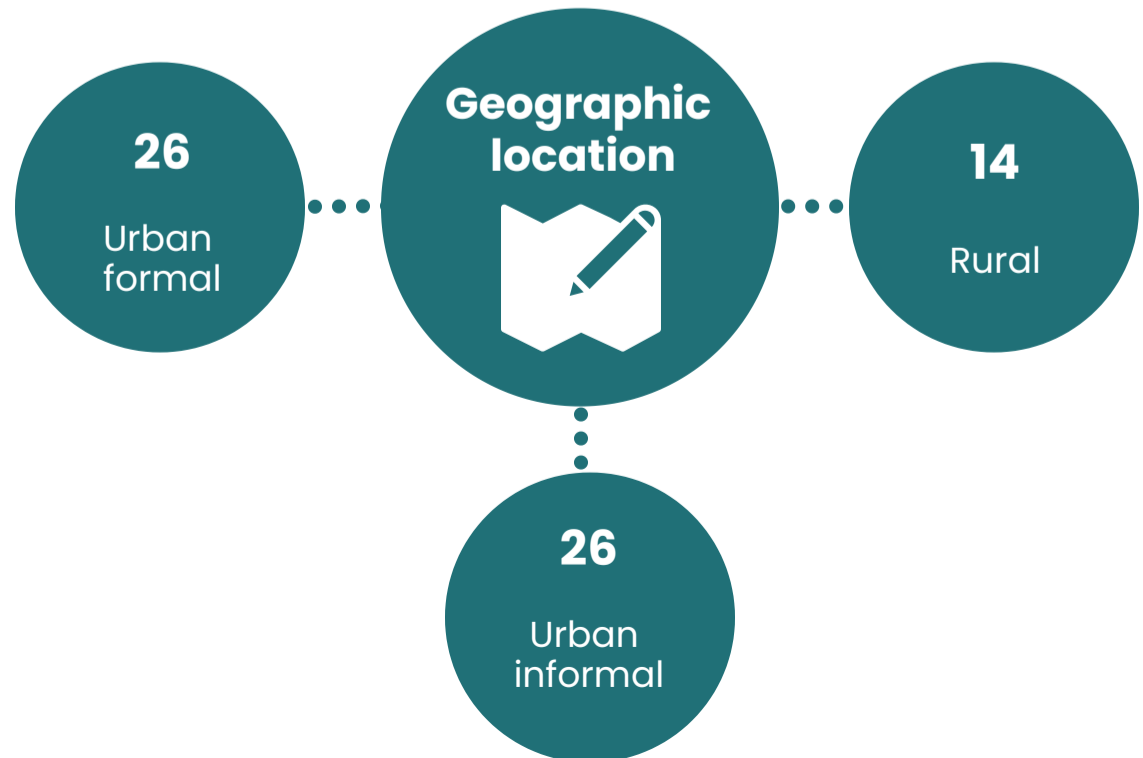 Geographic
location
26
Urban
formal
14
Rural
26
Urban
informal